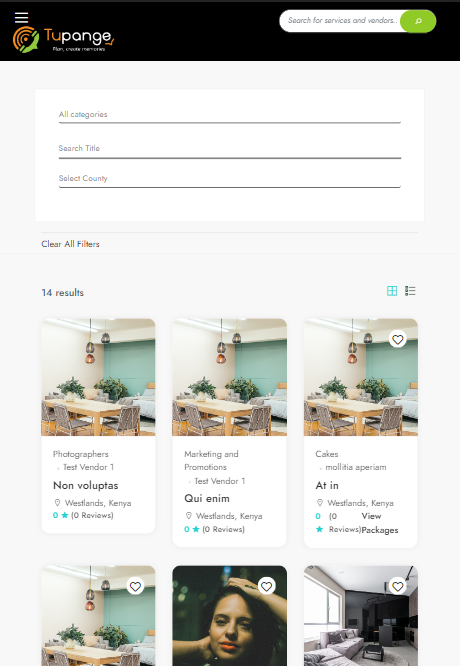 Search for services and vendors..
Tupange
Plan, create memories
All categories
Search Title
Select County
Clear All Filters
14 results
Photographers
Test Vendor 1
Non voluptas
Westlands, Kenya
0 ★ (0 Reviews)
Marketing and
Promotions
Test Vendor 1
Qui enim
Westlands, Kenya
0 ★ (0 Reviews)
Cakes
mollitia aperiam
At in
Westlands, Kenya
0 (0 View
★ Reviews)Packages